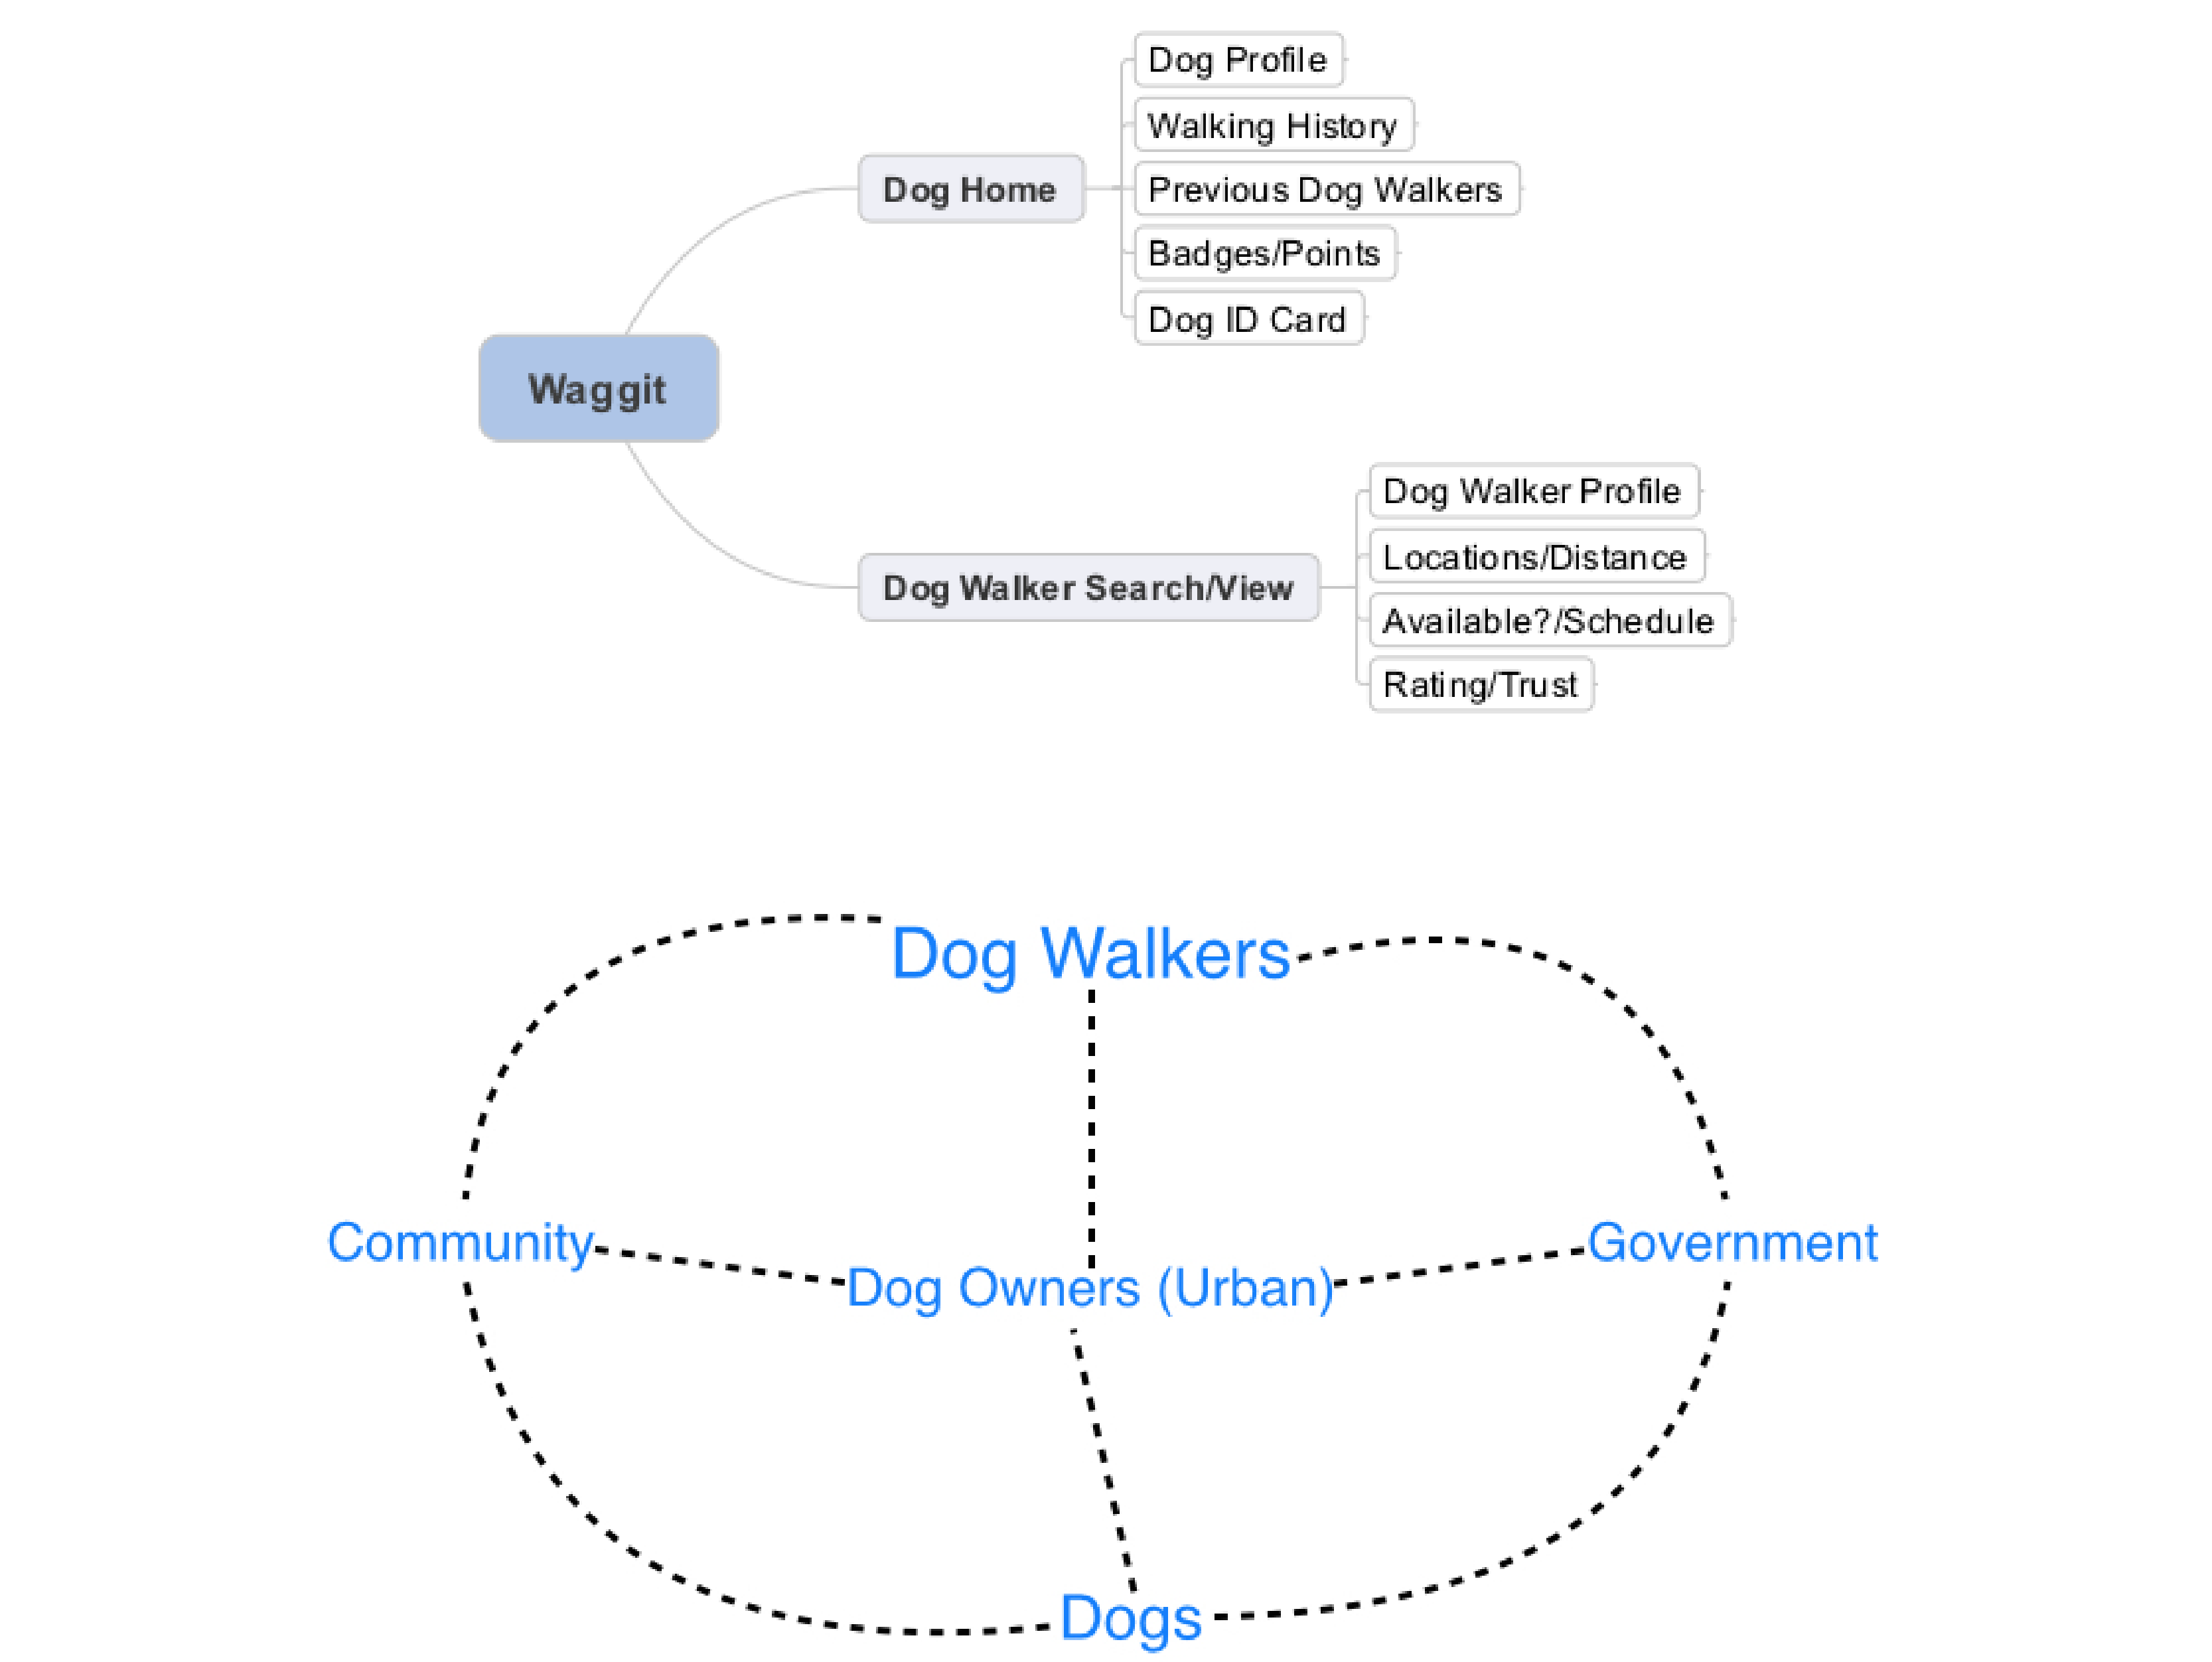 Dog Profile
Walking History
Dog Home
Previous Dog Walkers
Badges/Points
Dog ID Card
Waggit
Dog Walker Profile
Locations/Distance
Dog Walker Search/View
Available?/Schedule
Rating/Trust
Dog Walkers
Community
Government
Dog Owners (Urban)
Dogs